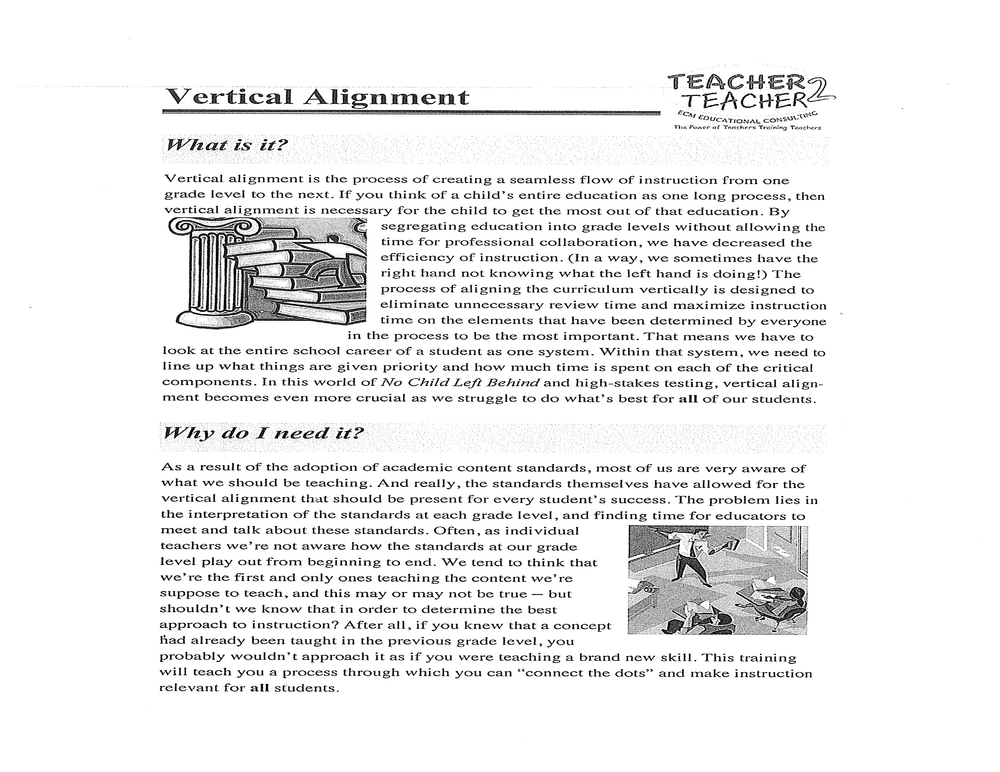 Vertical Alignment
TEACHER 2
TEACHER
ECM EDUCATIONAL CONSULTING
The Power of Teachers Training Teachers
What is it?
Vertical alignment is the process of creating a seamless flow of instruction from one
grade level to the next. If you think of a child's entire education as one long process, then
vertical alignment is necessary for the child to get the most out of that education. By
segregating education into grade levels without allowing the
time for professional collaboration, we have decreased the
efficiency of instruction. (In a way, we sometimes have the
right hand not knowing what the left hand is doing!) The
process of aligning the curriculum vertically is designed to
eliminate unnecessary review time and maximize instruction
time on the elements that have been determined by everyone
in the process to be the most important. That means we have to
look at the entire school career of a student as one system. Within that system, we need to
line up what things are given priority and how much time is spent on each of the critical
components. In this world of No Child Left Behind and high-stakes testing, vertical align-
ment becomes even more crucial as we struggle to do what's best for all of our students.
Why do I need it?
As a result of the adoption of academic content standards, most of us are very aware of
what we should be teaching. And really, the standards themselves have allowed for the
vertical alignment that should be present for every student's success. The problem lies in
the interpretation of the standards at each grade level, and finding time for educators to
meet and talk about these standards. Often, as individual
teachers we're not aware how the standards at our grade
level play out from beginning to end. We tend to think that
we're the first and only ones teaching the content we're
suppose to teach, and this may or may not be true — but
shouldn't we know that in order to determine the best
approach to instruction? After all, if you knew that a concept
had already been taught in the previous grade level, you
probably wouldn't approach it as if you were teaching a brand new skill. This training
will teach you a process through which you can “connect the dots” and make instruction
relevant for all students.